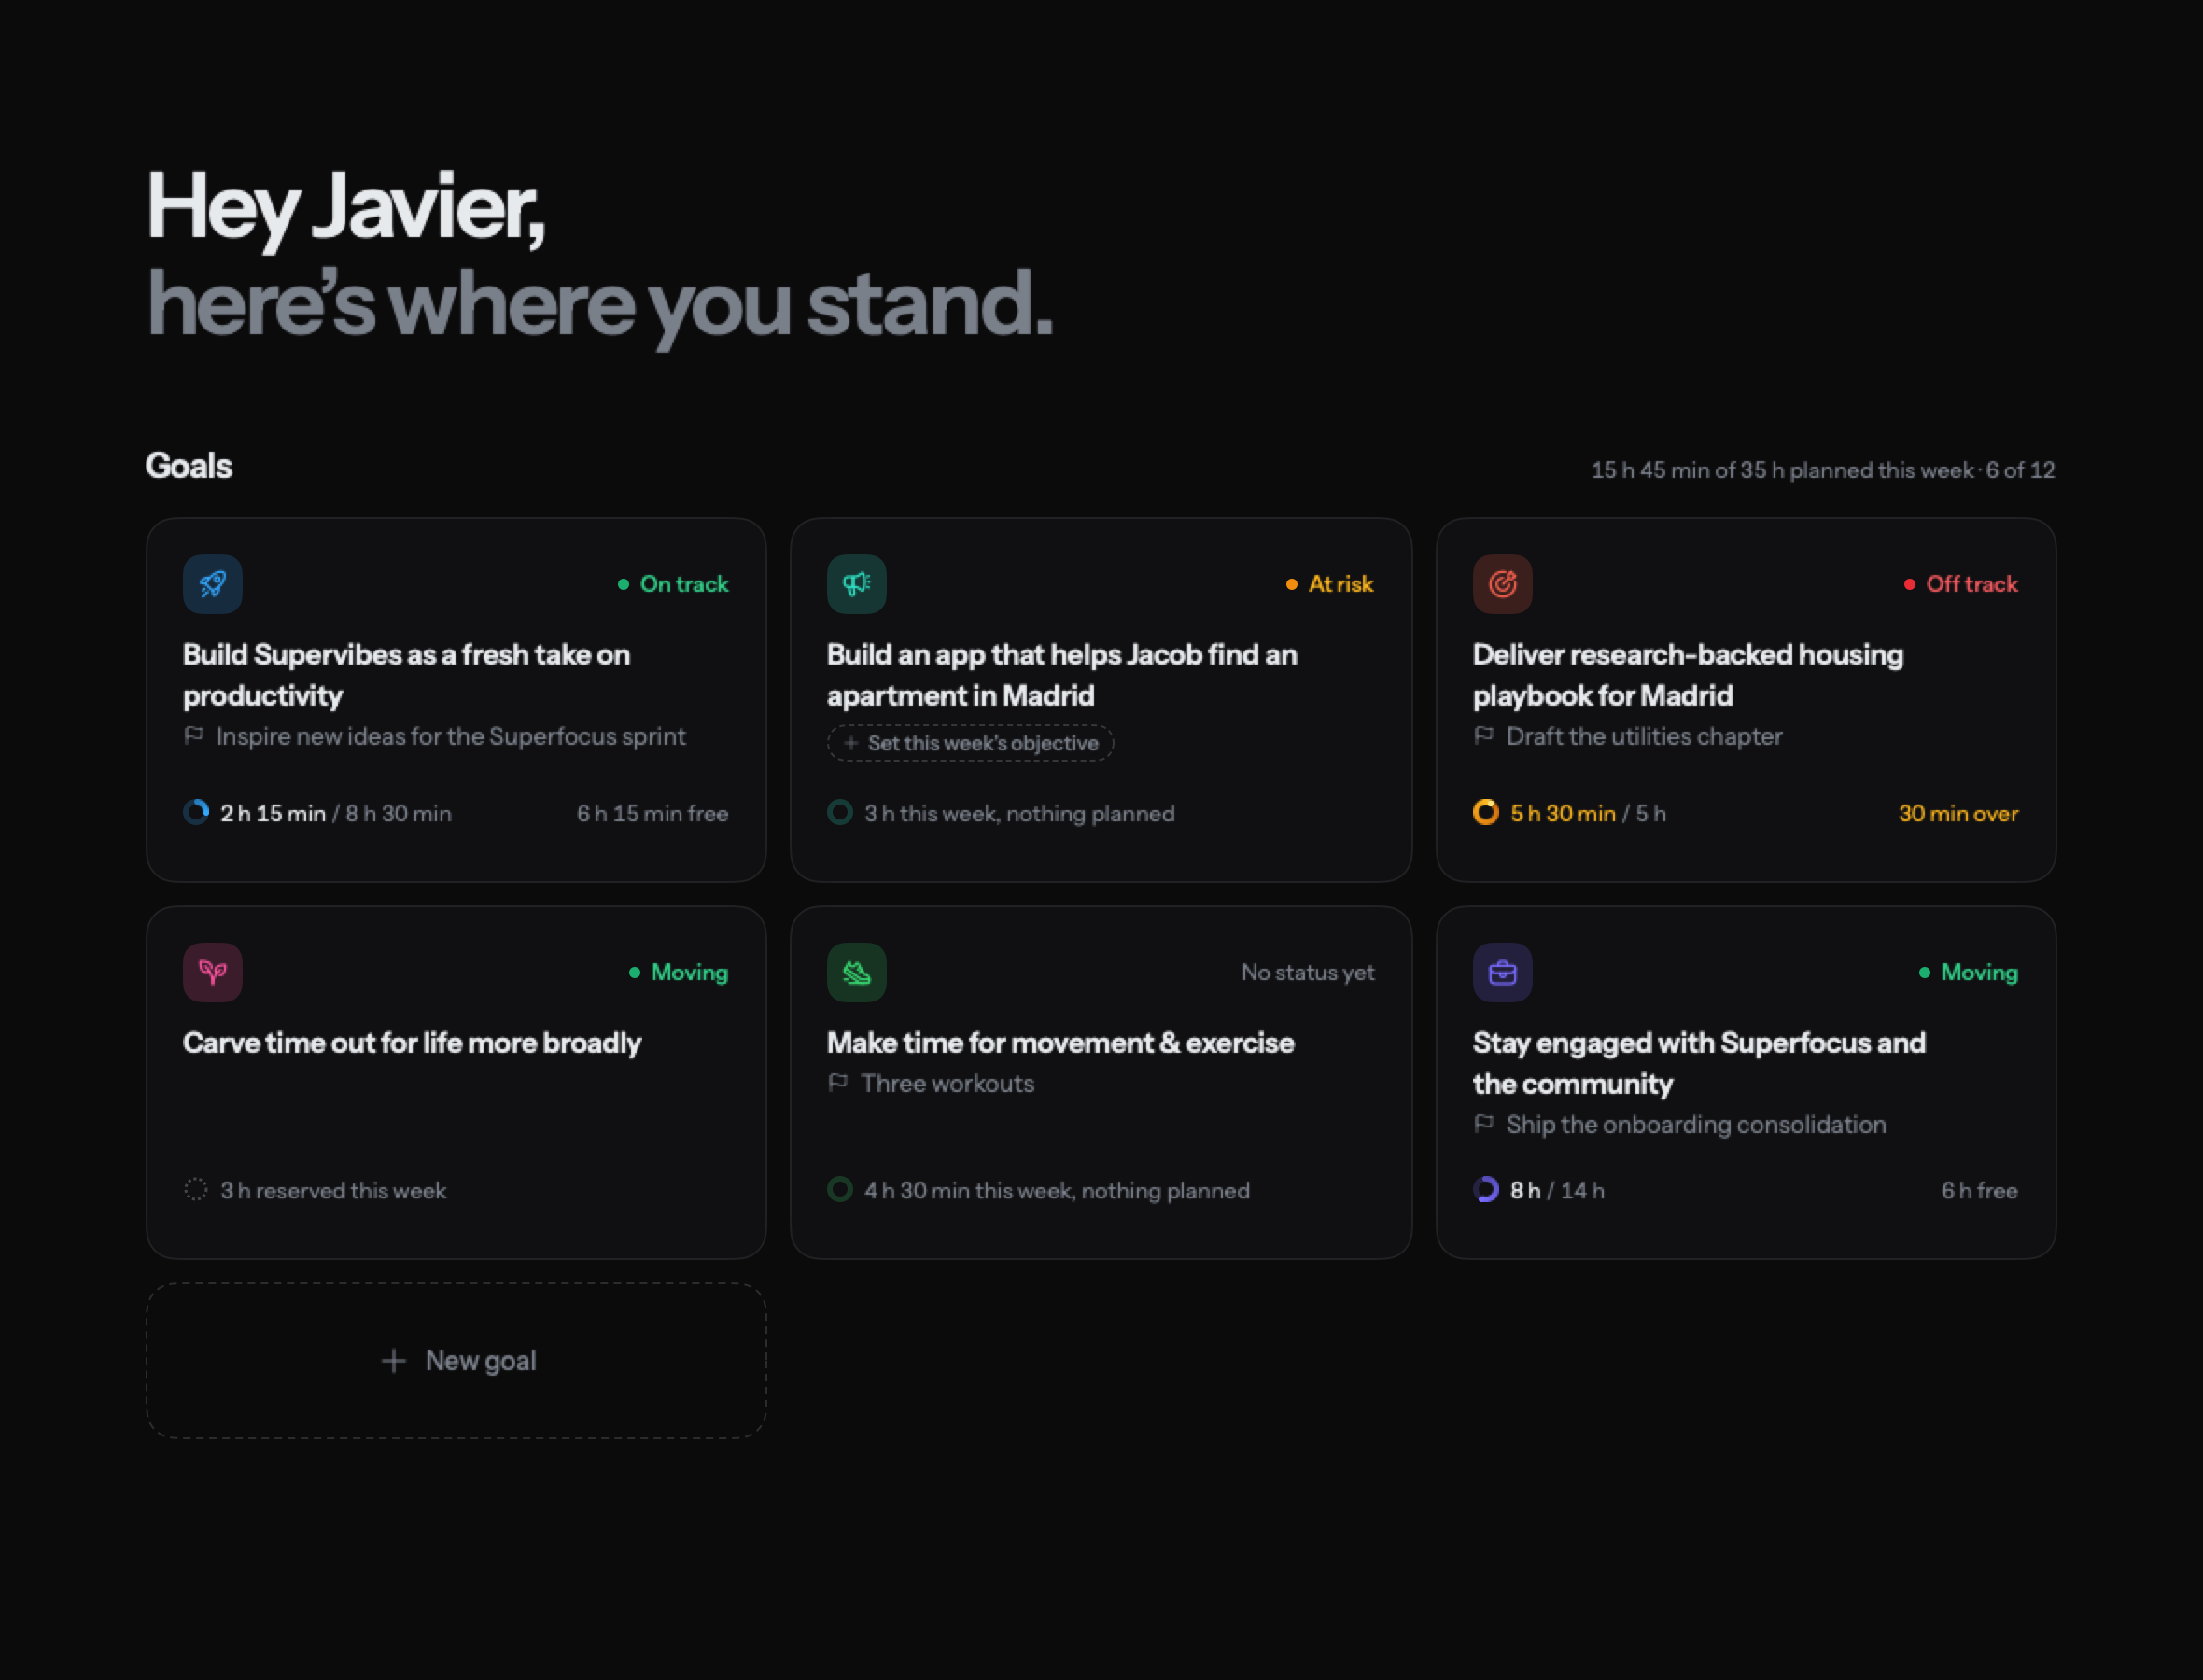 Hey Javier,
here’s where you stand.
Goals
15 h 45 min of 35 h planned this week · 6 of 12
On track
Build Supervibes as a fresh take on
productivity
Inspire new ideas for the Superfocus sprint
2 h 15 min / 8 h 30 min
6 h 15 min free
At risk
Build an app that helps Jacob find an
apartment in Madrid
+ Set this week’s objective
3 h this week, nothing planned
Off track
Deliver research-backed housing
playbook for Madrid
Draft the utilities chapter
5 h 30 min / 5 h
30 min over
Moving
Carve time out for life more broadly
3 h reserved this week
No status yet
Make time for movement & exercise
Three workouts
4 h 30 min this week, nothing planned
Moving
Stay engaged with Superfocus and
the community
Ship the onboarding consolidation
8 h / 14 h
6 h free
+ New goal